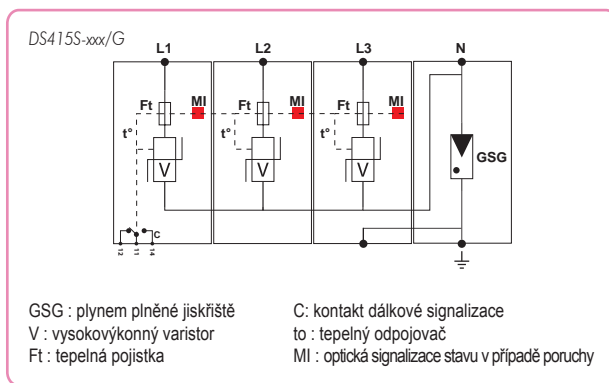 DS415S-xxx/G
L1 L2 L3 N
Ft MI Ft MI Ft MI
t° t° t°
GSG
V V V
C
12 11 14
GSG : plynem plněné jiskřiště
V : vysokovýkonný varistor
Ft : tepelná pojistka
C: kontakt dálkové signalizace
to : tepelný odpojovač
MI : optická signalizace stavu v případě poruchy